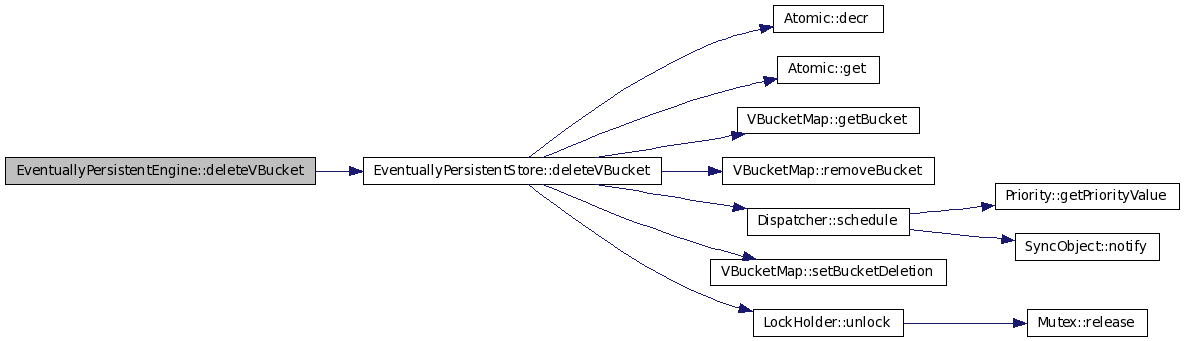 Atomic::decr
Atomic::get
VBucketMap::getBucket
EventuallyPersistentEngine::deleteVBucket
EventuallyPersistentStore::deleteVBucket
VBucketMap::removeBucket
Priority::getPriorityValue
Dispatcher::schedule
SyncObject::notify
VBucketMap::setBucketDeletion
LockHolder::unlock
Mutex::release